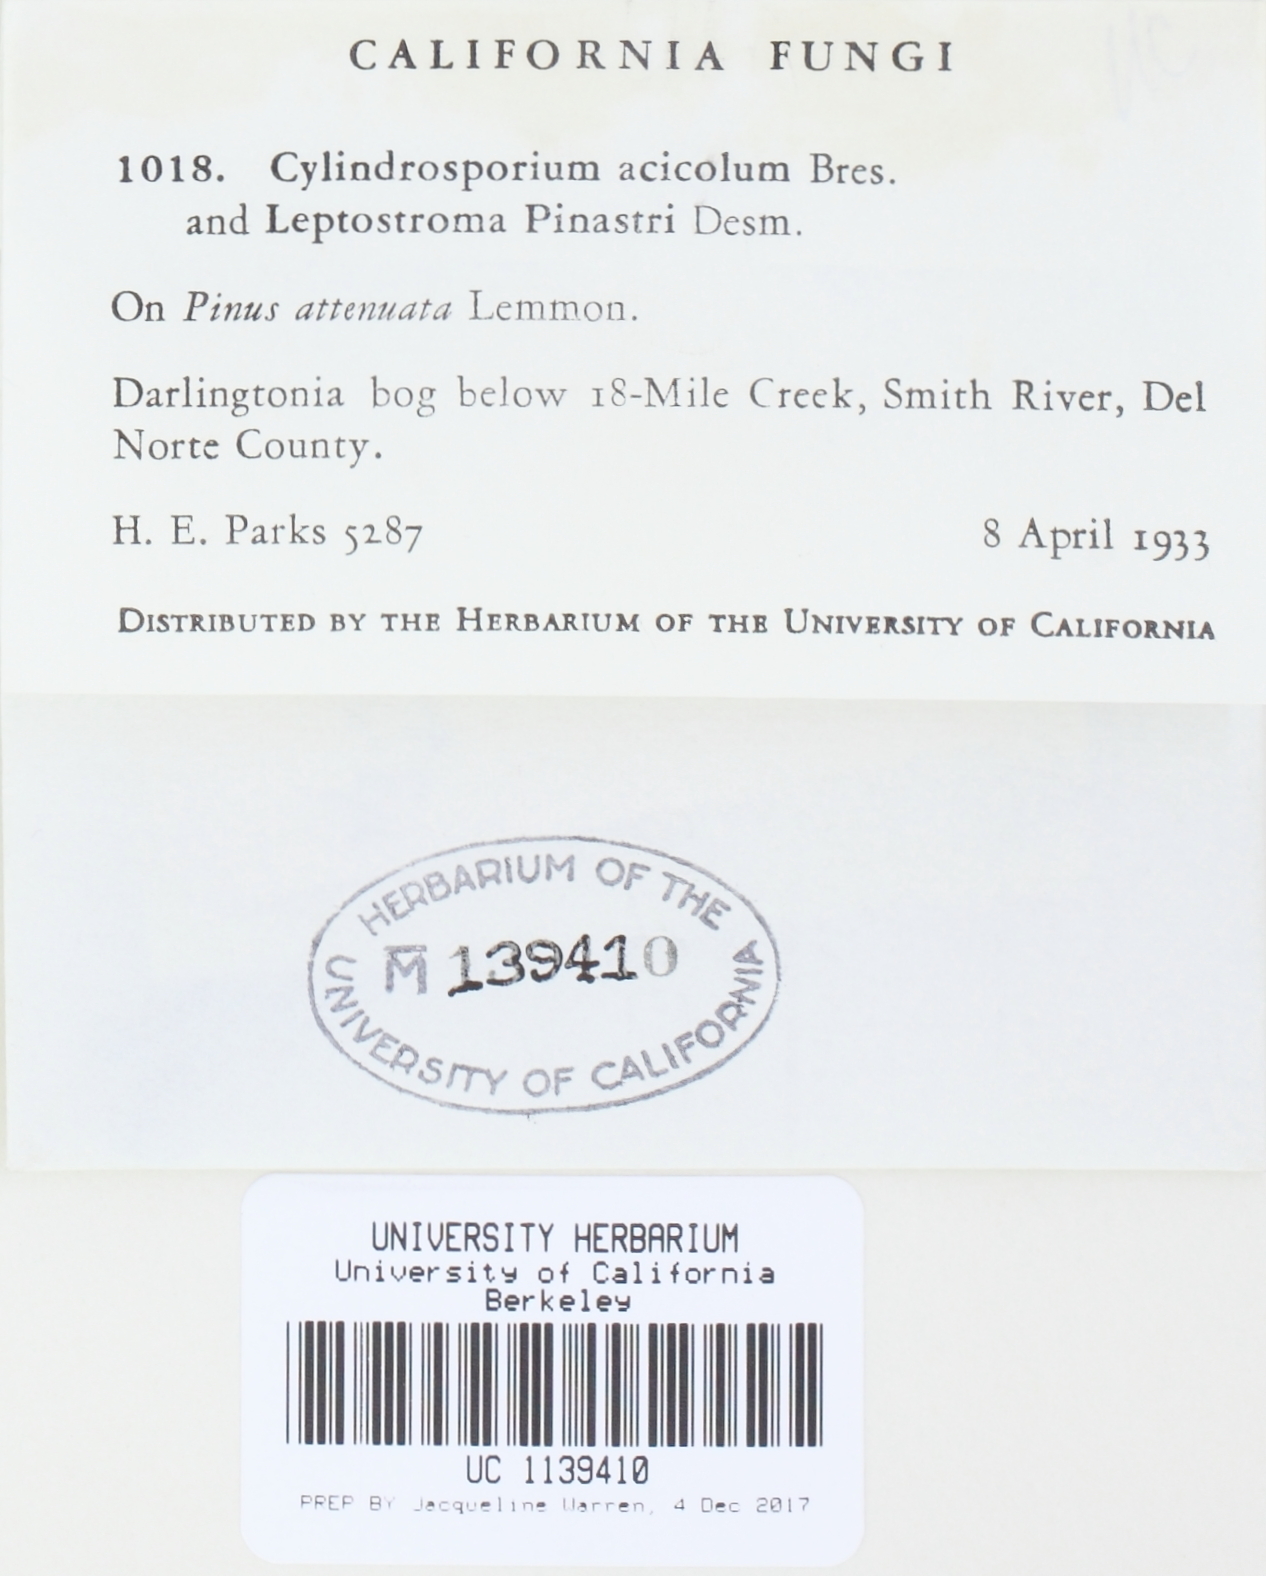 CALIFORNIA FUNGI
1018. Cylindrosporium acicolum Bres.
and Leptostroma Pinastri Desm.
On Pinus attenuata Lemmon.
Darlingtonia bog below 18-Mile Creek, Smith River, Del
Norte County.
H. E. Parks 5287 8 April 1933
DISTRIBUTED BY THE HERBARIUM OF THE UNIVERSITY OF CALIFORNIA
HERBARIUM OF THE
M̅ 139410
UNIVERSITY OF CALIFORNIA
UNIVERSITY HERBARIUM
University of California
Berkeley
UC 1139410
PREP BY Jacqueline Warren, 4 Dec 2017